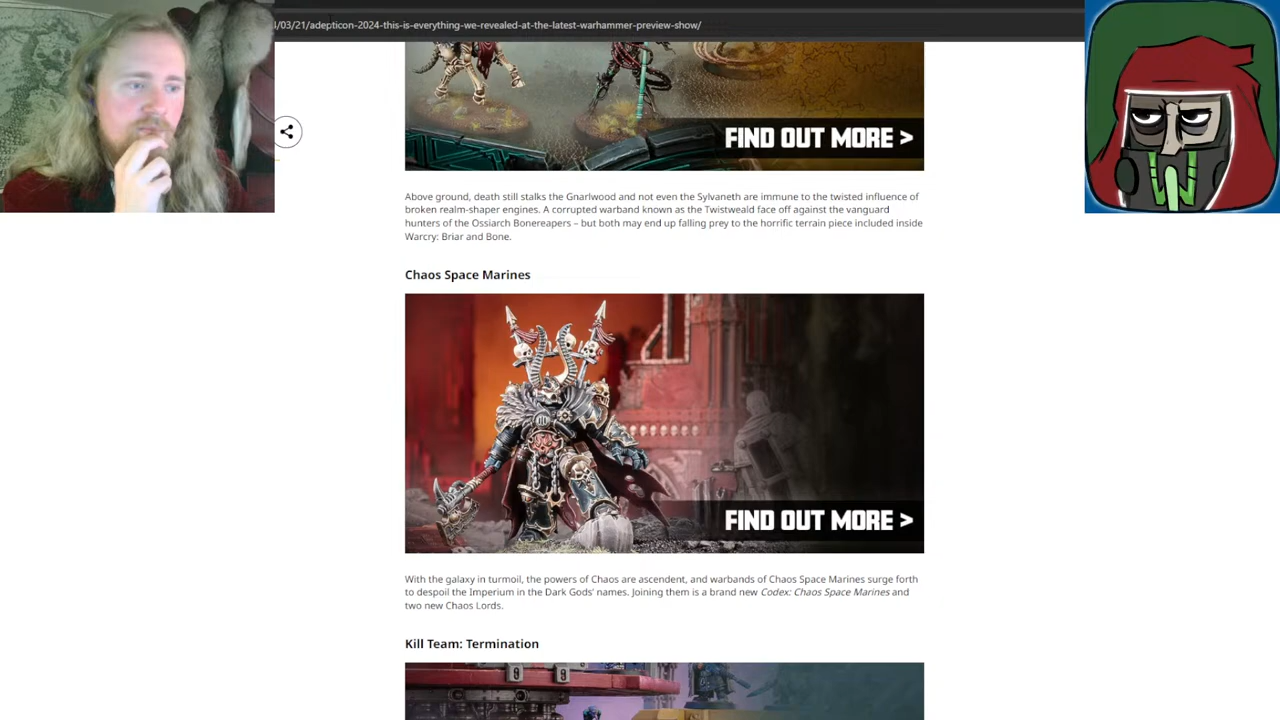 /03/21/adepticon-2024-this-is-everything-we-revealed-at-the-latest-warhammer-preview-show/
FIND OUT MORE >
Above ground, death still stalks the Gnarlwood and not even the Sylvaneth are immune to the twisted influence of
broken realm-shaper engines. A corrupted warband known as the Twistweald face off against the vanguard
hunters of the Ossiarch Bonereapers – but both may end up falling prey to the horrific terrain piece included inside
Warcry: Briar and Bone.
Chaos Space Marines
FIND OUT MORE >
With the galaxy in turmoil, the powers of Chaos are ascendent, and warbands of Chaos Space Marines surge forth
to despoil the Imperium in the Dark Gods' names. Joining them is a brand new Codex: Chaos Space Marines and
two new Chaos Lords.
Kill Team: Termination